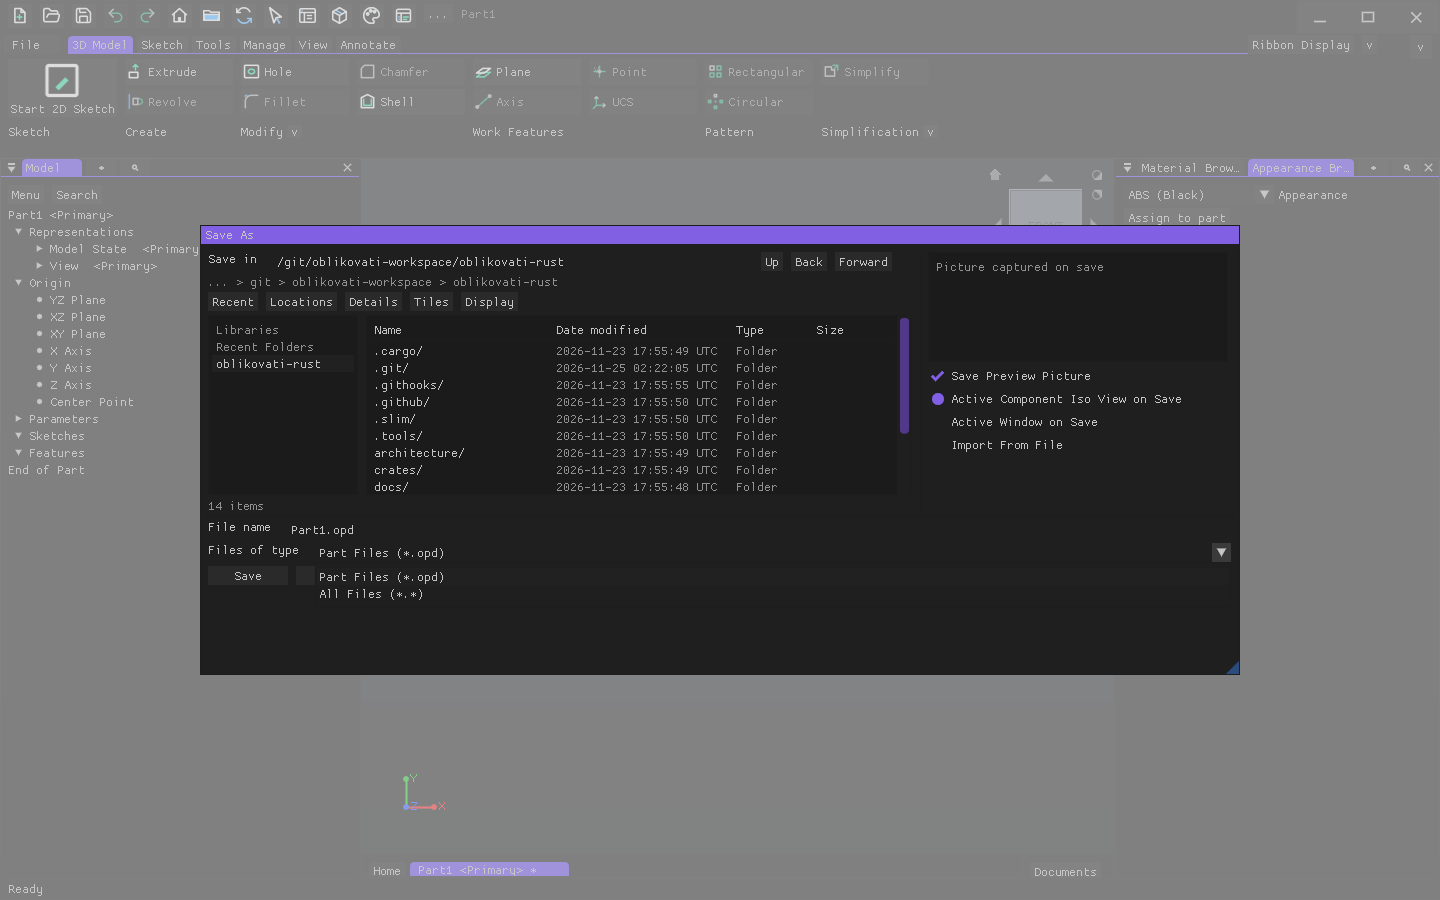 ... Part1
File 3D Model Sketch Tools Manage View Annotate Ribbon Display v v
Extrude Hole Chamfer Plane Point Rectangular Simplify
Start 2D Sketch Revolve Fillet Shell Axis UCS Circular
Sketch Create Modify v Work Features Pattern Simplification v
Model Material Brow… Appearance Br…
Menu Search ABS (Black) Appearance
Part1 <Primary> Assign to part
Representations
Model State <Primary
View <Primary>
Origin
YZ Plane
XZ Plane
XY Plane
X Axis
Y Axis
Z Axis
Center Point
Parameters
Sketches
Features
End of Part
Save As
Save in /git/oblikovati-workspace/oblikovati-rust Up Back Forward
... > git > oblikovati-workspace > oblikovati-rust
Recent Locations Details Tiles Display
Libraries
Recent Folders
oblikovati-rust
Name Date modified Type Size
.cargo/ 2026-11-23 17:55:49 UTC Folder
.git/ 2026-11-25 02:22:05 UTC Folder
.githooks/ 2026-11-23 17:55:55 UTC Folder
.github/ 2026-11-23 17:55:50 UTC Folder
.slim/ 2026-11-23 17:55:50 UTC Folder
.tools/ 2026-11-23 17:55:50 UTC Folder
architecture/ 2026-11-23 17:55:49 UTC Folder
crates/ 2026-11-23 17:55:49 UTC Folder
docs/ 2026-11-23 17:55:48 UTC Folder
Picture captured on save
Save Preview Picture
Active Component Iso View on Save
Active Window on Save
Import From File
14 items
File name Part1.opd
Files of type Part Files (*.opd)
Save
Part Files (*.opd)
All Files (*.*)
Y
Z X
Home Part1 <Primary> * Documents
Ready